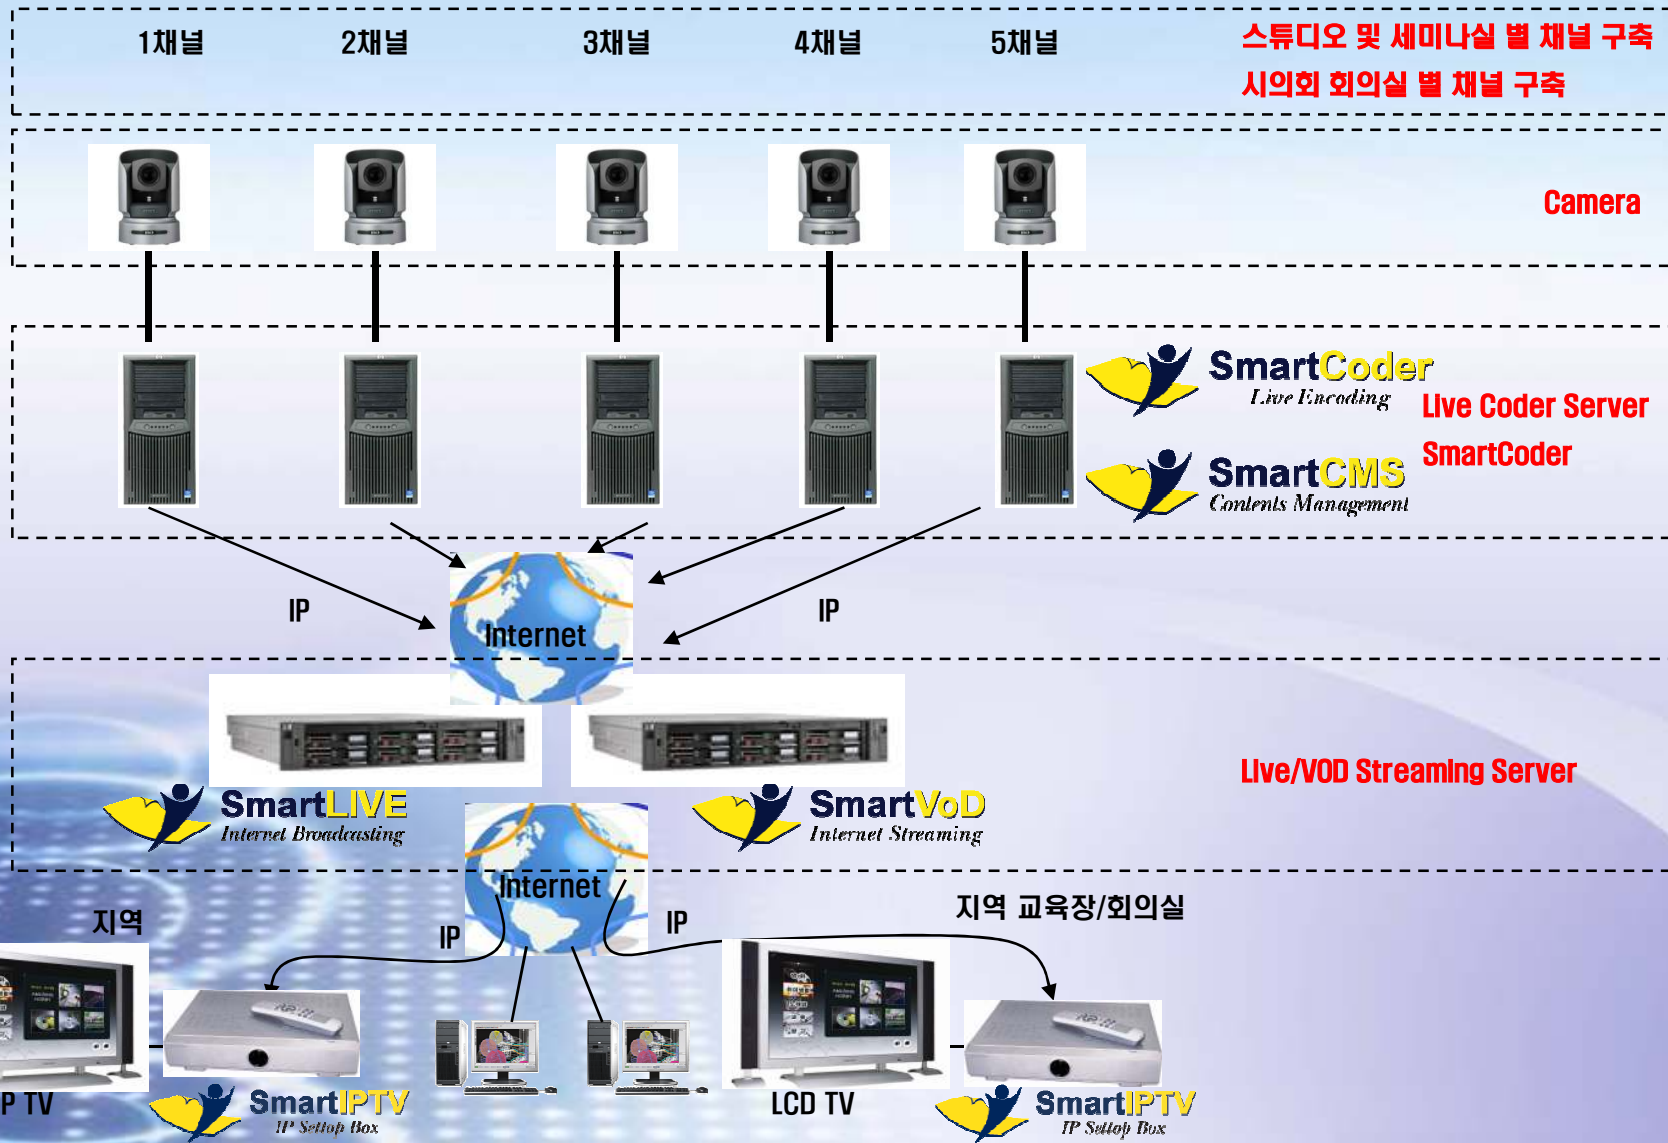 1채널 2채널 3채널 4채널 5채널
스튜디오 및 세미나실 별 채널 구축
시의회 회의실 별 채널 구축
Camera
SmartCoder
Live Encoding
Live Coder Server
SmartCoder
SmartCMS
Contents Management
IP
IP
Internet
Live/VOD Streaming Server
SmartLIVE
Internet Broadcasting
SmartVoD
Internet Streaming
Internet
지역
IP
IP
지역 교육장/회의실
P TV
SmartIPTV
IP Settop Box
LCD TV
SmartIPTV
IP Settop Box